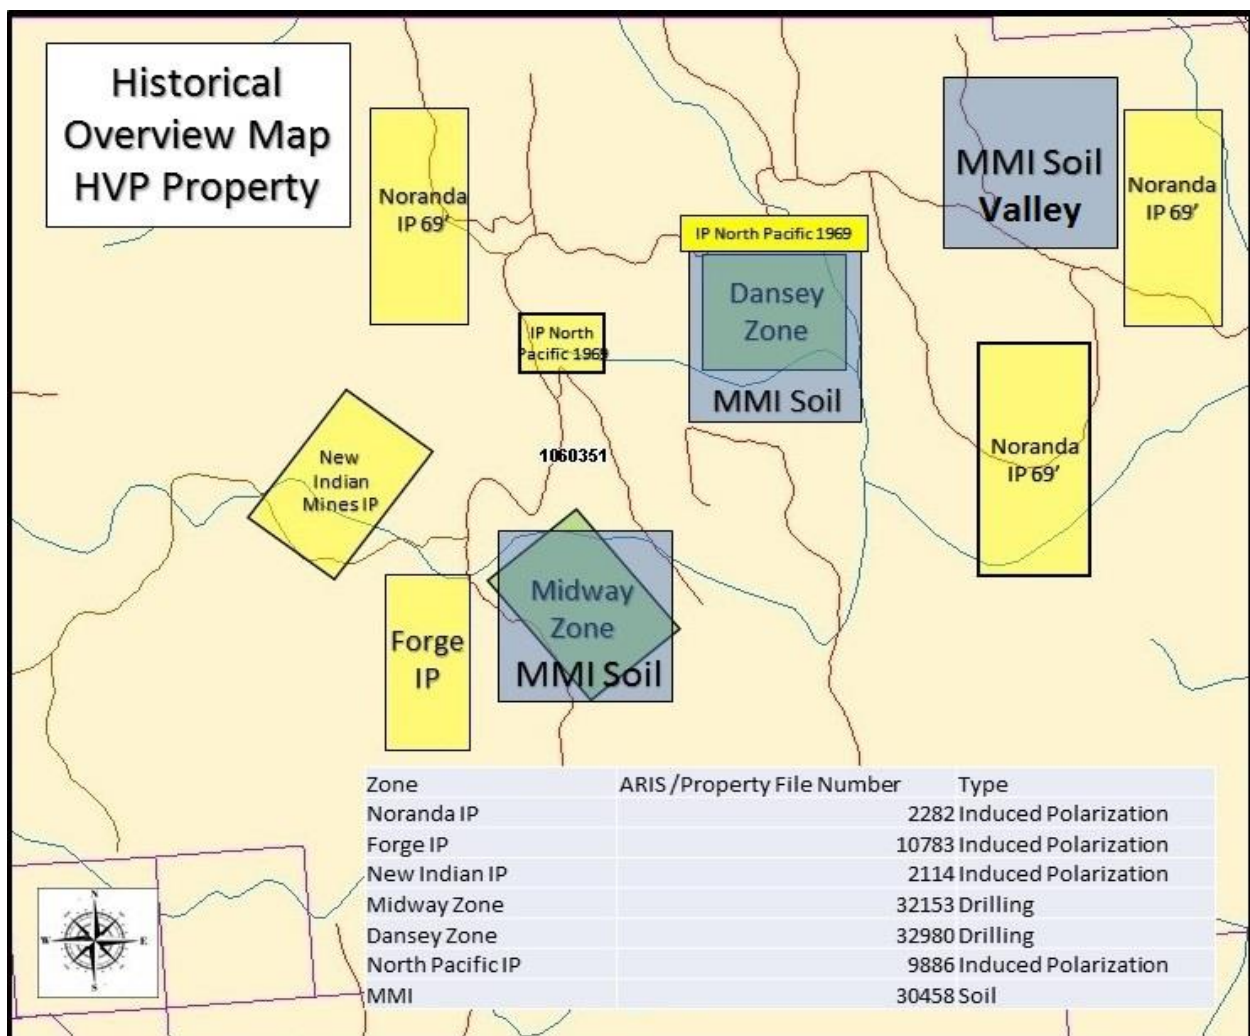 Historical
Overview Map
HVP Property
Noranda
IP 69'
MMI Soil
Valley
Noranda
IP 69'
IP North Pacific 1969
Dansey
Zone
MMI Soil
IP North
Pacific 1969
Noranda
IP 69'
New
Indian
Mines IP
1060351
Midway
Zone
MMI Soil
Forge
IP
Zone ARIS /Property File Number Type
Noranda IP 2282 Induced Polarization
Forge IP 10783 Induced Polarization
New Indian IP 2114 Induced Polarization
Midway Zone 32153 Drilling
Dansey Zone 32980 Drilling
North Pacific IP 9886 Induced Polarization
MMI 30458 Soil
N
W E
S